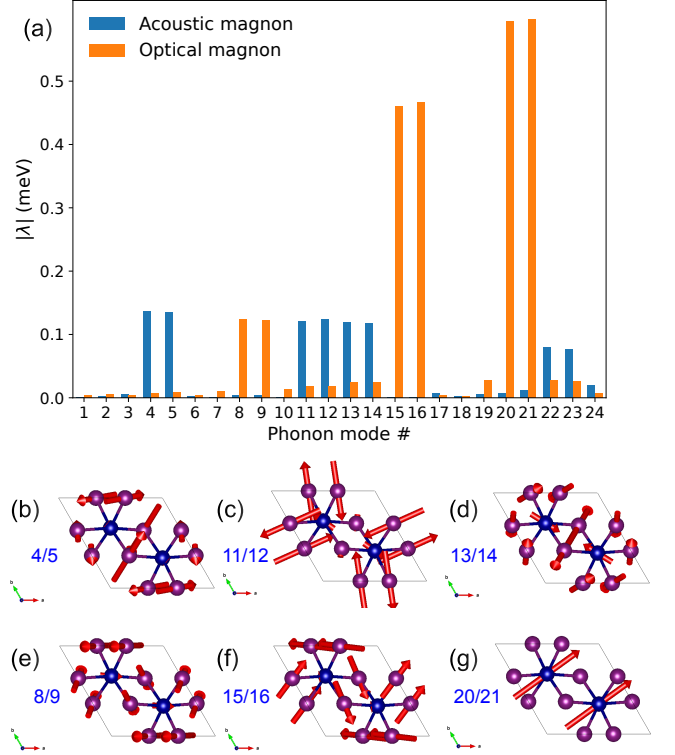 (a)
Acoustic magnon
Optical magnon
|λ| (meV)
0.5
0.4
0.3
0.2
0.1
0.0
1 2 3 4 5 6 7 8 9 10 11 12 13 14 15 16 17 18 19 20 21 22 23 24
Phonon mode #
(b) (c) (d)
4/5 11/12 13/14
b a b a b a
(e) (f) (g)
8/9 15/16 20/21
b a b a b a